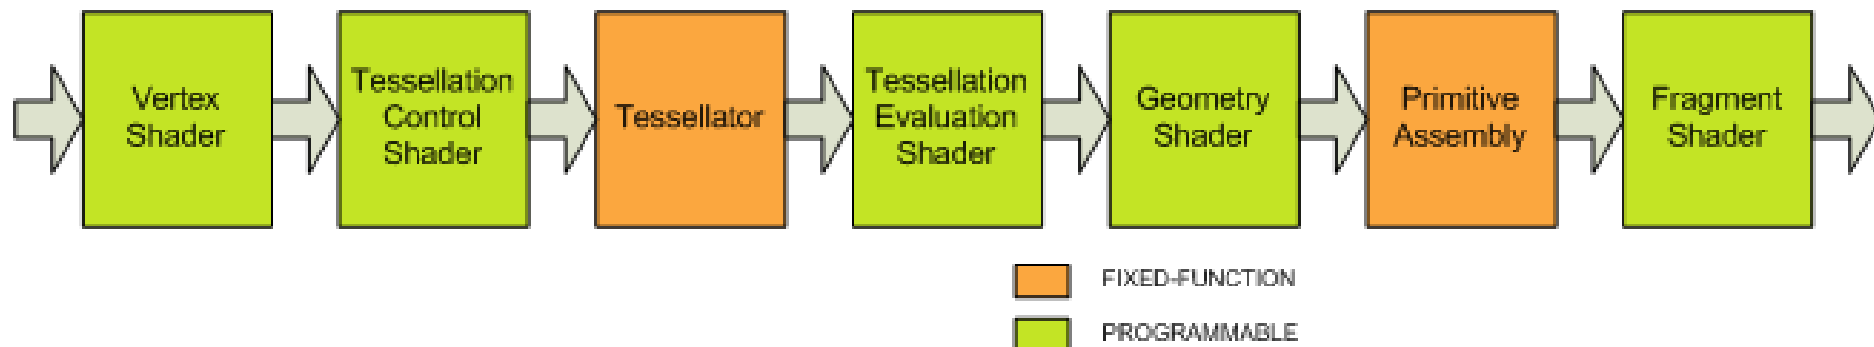 Vertex
Shader
Tessellation
Control
Shader
Tessellator
Tessellation
Evaluation
Shader
Geometry
Shader
Primitive
Assembly
Fragment
Shader
FIXED-FUNCTION
PROGRAMMABLE